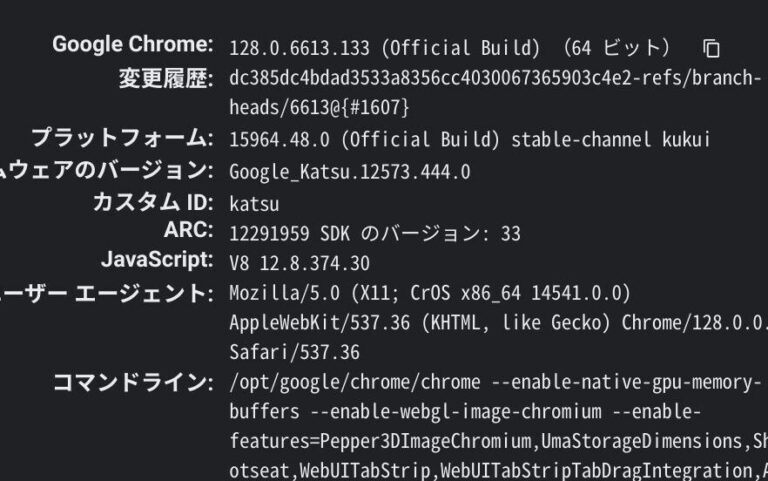 Google Chrome: 128.0.6613.133 (Official Build) （64 ビット）
変更履歴: dc385dc4bdad3533a8356cc4030067365903c4e2-refs/branch-
heads/6613@{#1607}
プラットフォーム: 15964.48.0 (Official Build) stable-channel kukui
ムウェアのバージョン: Google_Katsu.12573.444.0
カスタム ID: katsu
ARC: 12291959 SDK のバージョン: 33
JavaScript: V8 12.8.374.30
ーザー エージェント: Mozilla/5.0 (X11; CrOS x86_64 14541.0.0)
AppleWebKit/537.36 (KHTML, like Gecko) Chrome/128.0.0.
Safari/537.36
コマンドライン: /opt/google/chrome/chrome --enable-native-gpu-memory-
buffers --enable-webgl-image-chromium --enable-
features=Pepper3DImageChromium,UmaStorageDimensions,Sh
otseat,WebUITabStrip,WebUITabStripTabDragIntegration,A